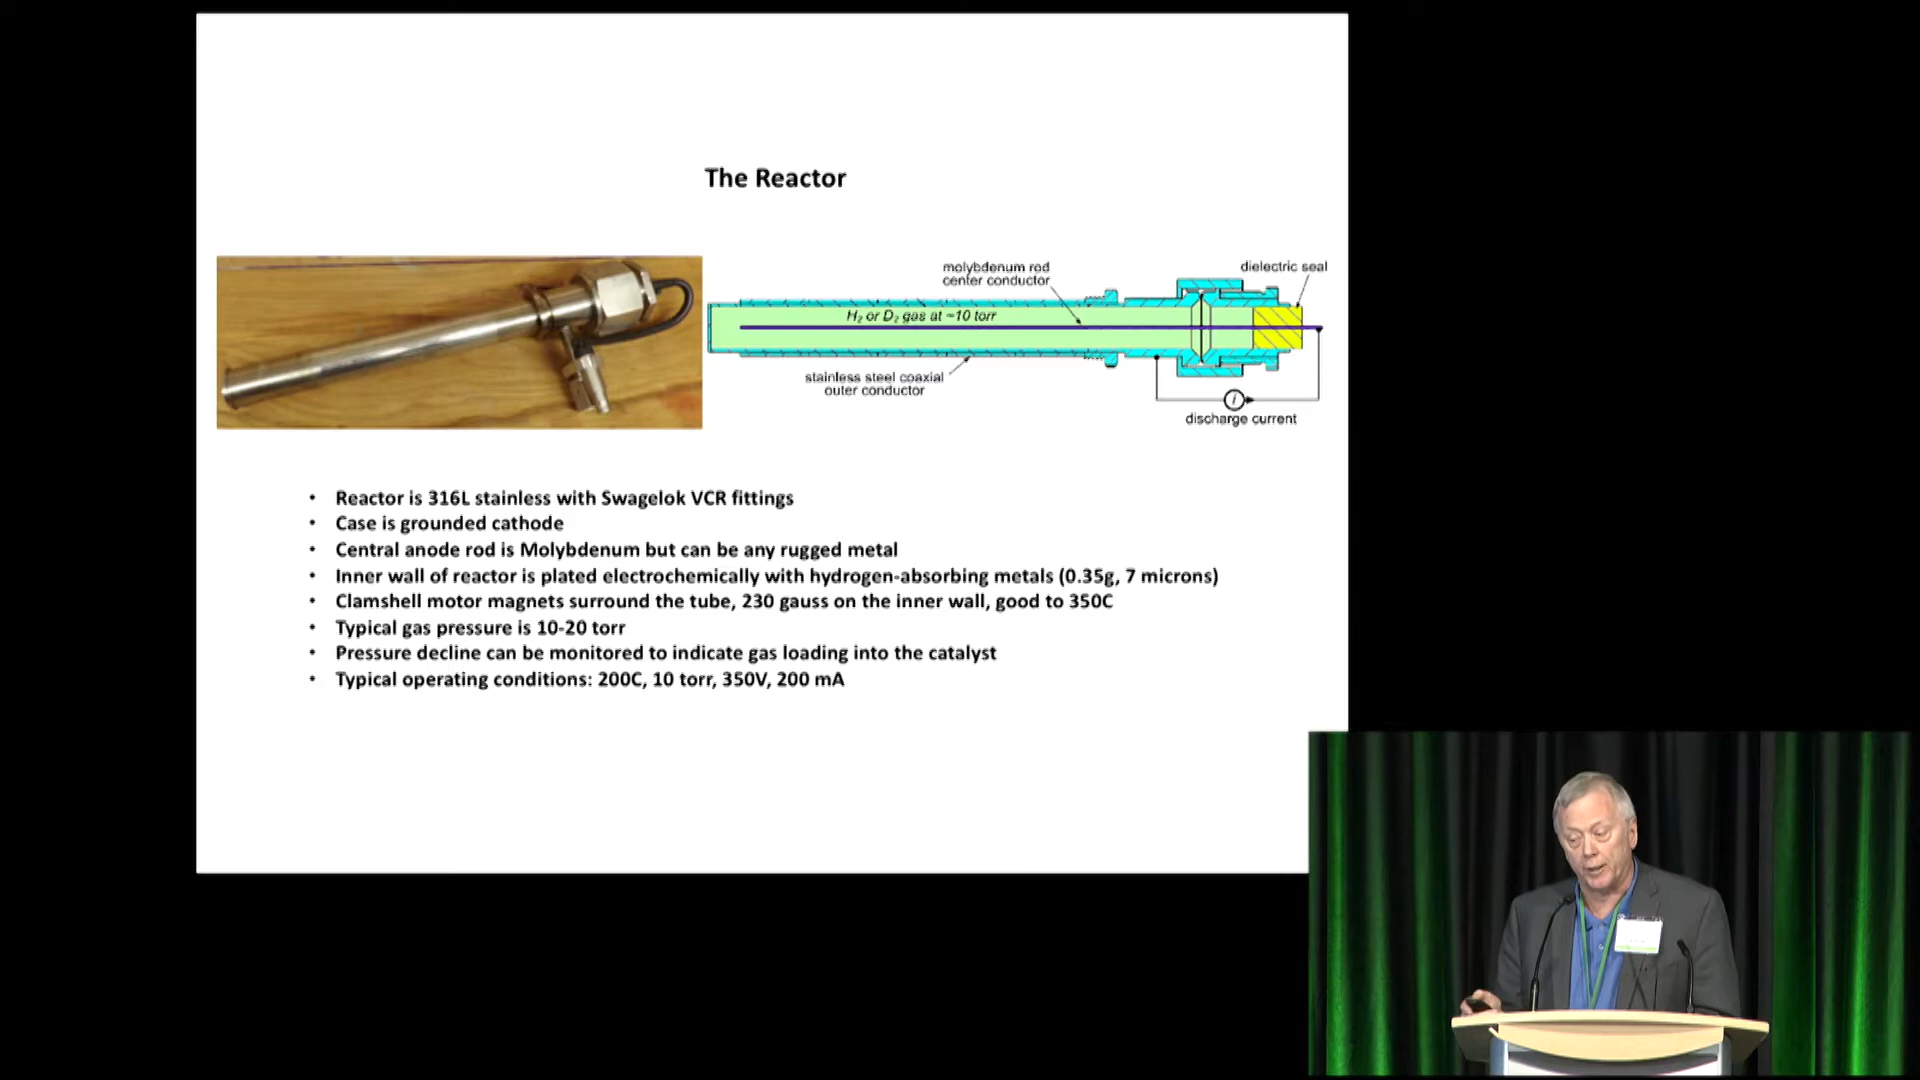 The Reactor
molybdenum rod
center conductor
dielectric seal
H₂ or D₂ gas at ~10 torr
stainless steel coaxial
outer conductor
i
discharge current
• Reactor is 316L stainless with Swagelok VCR fittings
• Case is grounded cathode
• Central anode rod is Molybdenum but can be any rugged metal
• Inner wall of reactor is plated electrochemically with hydrogen-absorbing metals (0.35g, 7 microns)
• Clamshell motor magnets surround the tube, 230 gauss on the inner wall, good to 350C
• Typical gas pressure is 10-20 torr
• Pressure decline can be monitored to indicate gas loading into the catalyst
• Typical operating conditions: 200C, 10 torr, 350V, 200 mA